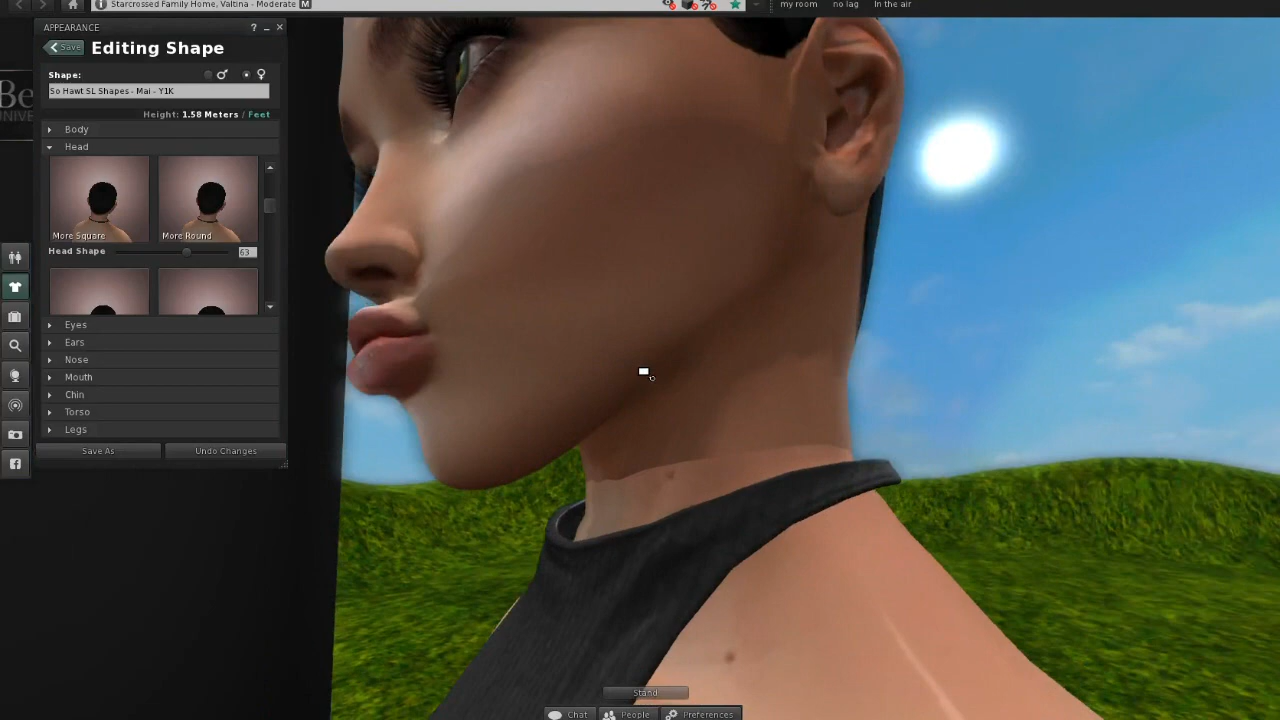 Starcrossed Family Home, Valtina - Moderate M
my room no lag In the air
APPEARANCE
Save Editing Shape
Shape:
So Hawt SL Shapes - Mai - Y1K
Height: 1.58 Meters / Feet
Body
Head
More Square More Round
Head Shape 63
Eyes
Ears
Nose
Mouth
Chin
Torso
Legs
Save As Undo Changes
Be
UNIVE
Stand
Chat People Preferences